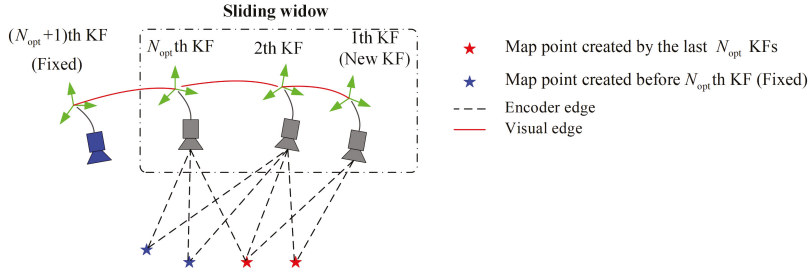 Sliding widow
(Nopt+1)th KF
(Fixed)
Noptth KF
2th KF
1th KF
(New KF)
Map point created by the last Nopt KFs
Map point created before Noptth KF (Fixed)
Encoder edge
Visual edge